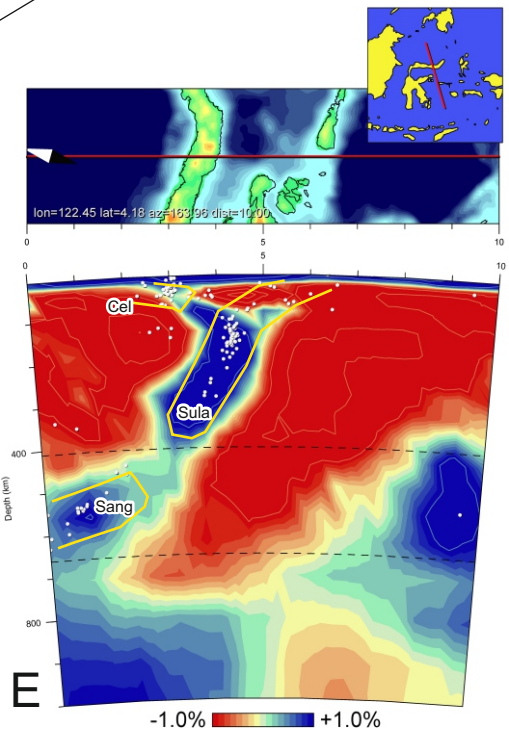 lon=122.45 lat=4.18 az=163.96 dist=10.00
0 5 10
0 5 10
Cel
Sula
400
Sang
Depth (km)
800
E
-1.0% +1.0%